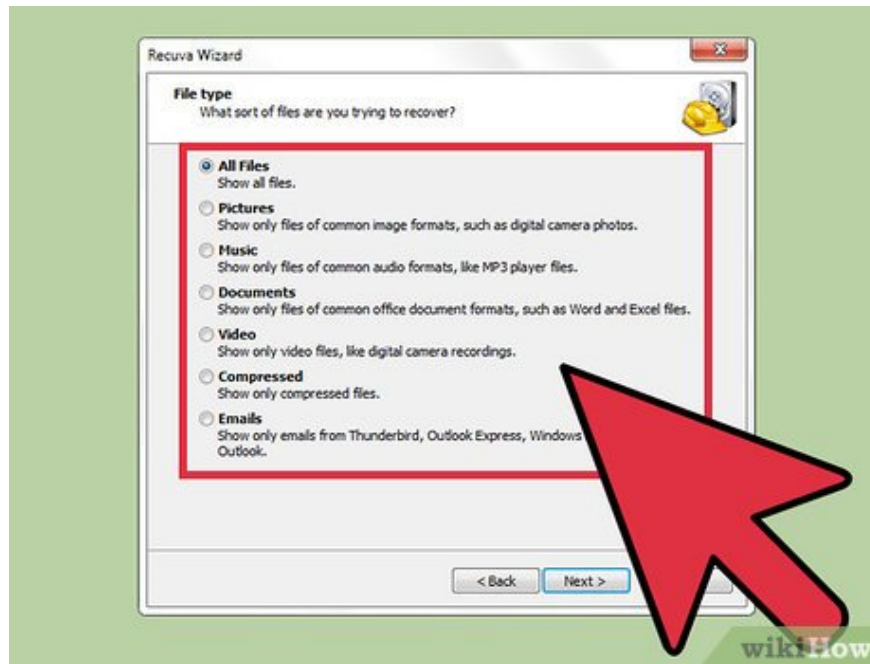 Recuva Wizard
File type
What sort of files are you trying to recover?
All Files
Show all files.
Pictures
Show only files of common image formats, such as digital camera photos.
Music
Show only files of common audio formats, like MP3 player files.
Documents
Show only files of common office document formats, such as Word and Excel files.
Video
Show only video files, like digital camera recordings.
Compressed
Show only compressed files.
Emails
Show only emails from Thunderbird, Outlook Express, Windows
Outlook.
< Back
Next >
wikiHow